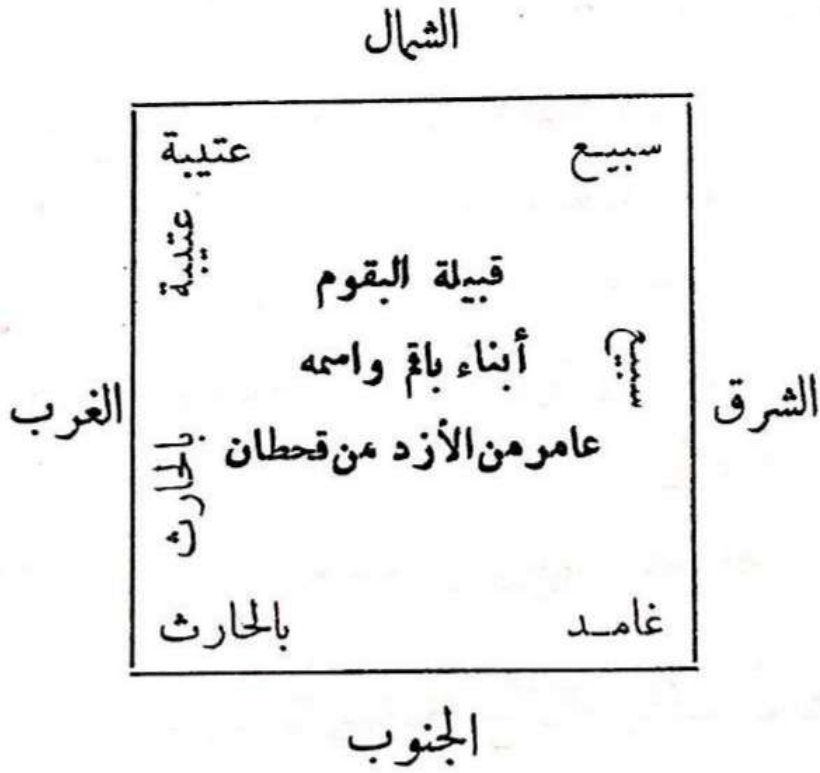 الشمال
سبيع
عتيبة
عتيبة
قبيلة البقوم
أبناء باقم واسمه
سبيع
الشرق
الغرب
عامر من الأزد من قحطان
بالحارث
غامد
بالحارث
الجنوب